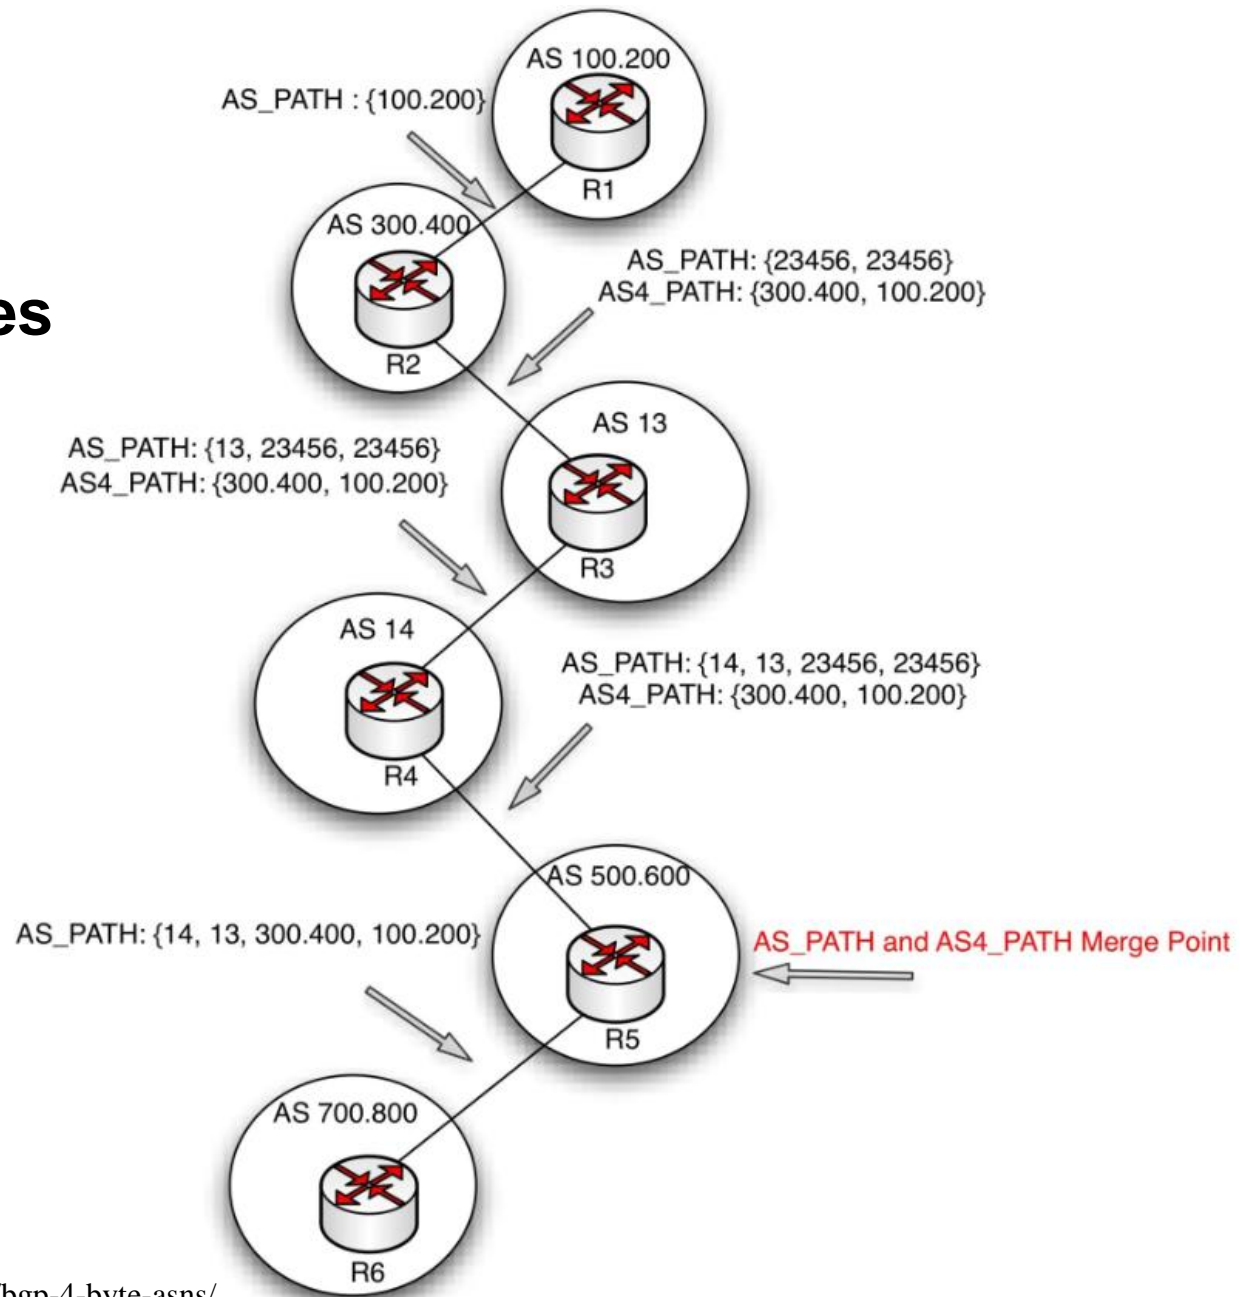 AS 100.200
AS_PATH : {100.200}
R1
AS 300.400
R2
AS_PATH: {23456, 23456}
AS4_PATH: {300.400, 100.200}
es
AS 13
R3
AS_PATH: {13, 23456, 23456}
AS4_PATH: {300.400, 100.200}
AS 14
R4
AS_PATH: {14, 13, 23456, 23456}
AS4_PATH: {300.400, 100.200}
AS 500.600
R5
AS_PATH: {14, 13, 300.400, 100.200}
AS_PATH and AS4_PATH Merge Point
AS 700.800
R6
/bgp-4-byte-asns/